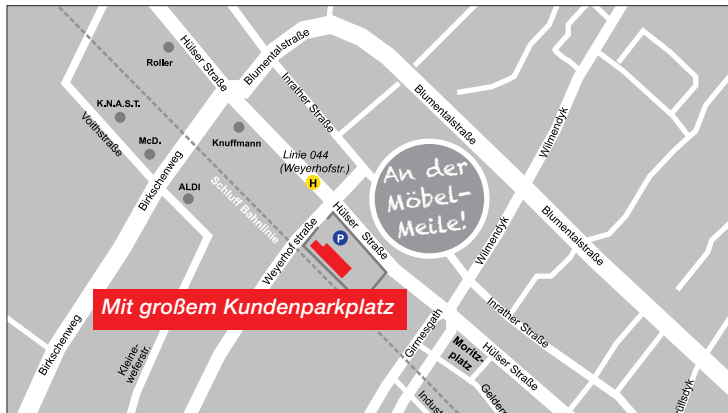 Hülser Straße
Blumentalstraße
Roller
Inrather Straße
K.N.A.S.T.
Voithstraße
McD.
Knuffmann
Blumentalstraße
Wilmendyk
Linie 044
(Weyerhofstr.)
H
An der
Möbel-
Meile!
Birkschenweg
ALDI
Schluff Bahnlinie
Hülser Straße
P
Weyerhofstraße
Wilmendyk
Blumentalstraße
Mit großem Kundenparkplatz
Birkschenweg
Kleine-
weferstr.
Girmesgath
Inrather Straße
Moritz-
platz
Hülser Straße